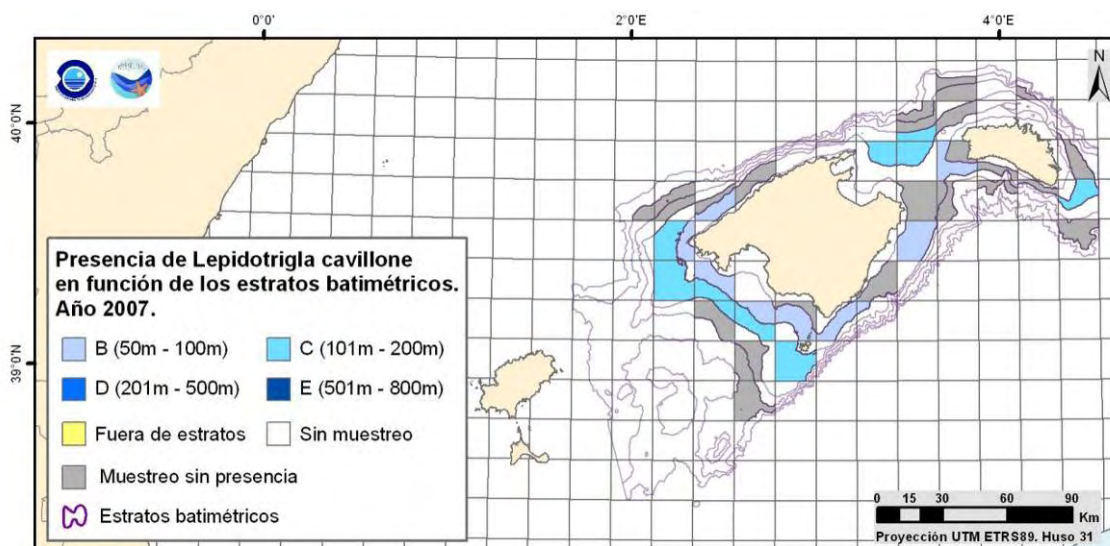 0°0'
2°0'E
4°0'E
N
40°0'N
39°0'N
Presencia de Lepidotrigla cavillone
en función de los estratos batimétricos.
Año 2007.
B (50m - 100m)
C (101m - 200m)
D (201m - 500m)
E (501m - 800m)
Fuera de estratos
Sin muestreo
Muestreo sin presencia
Estratos batimétricos
0 15 30 60 90
Km
Proyección UTM ETRS89. Huso 31